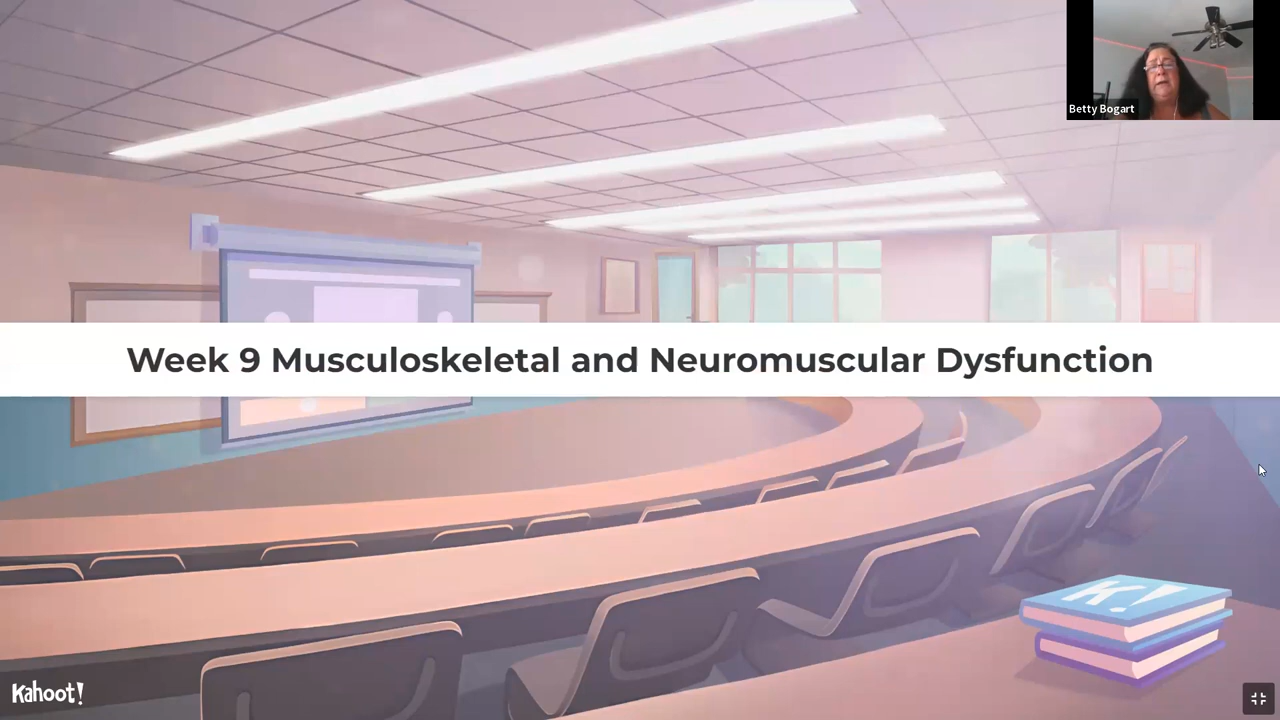 Betty Bogart
Week 9 Musculoskeletal and Neuromuscular Dysfunction
K!
Kahoot!